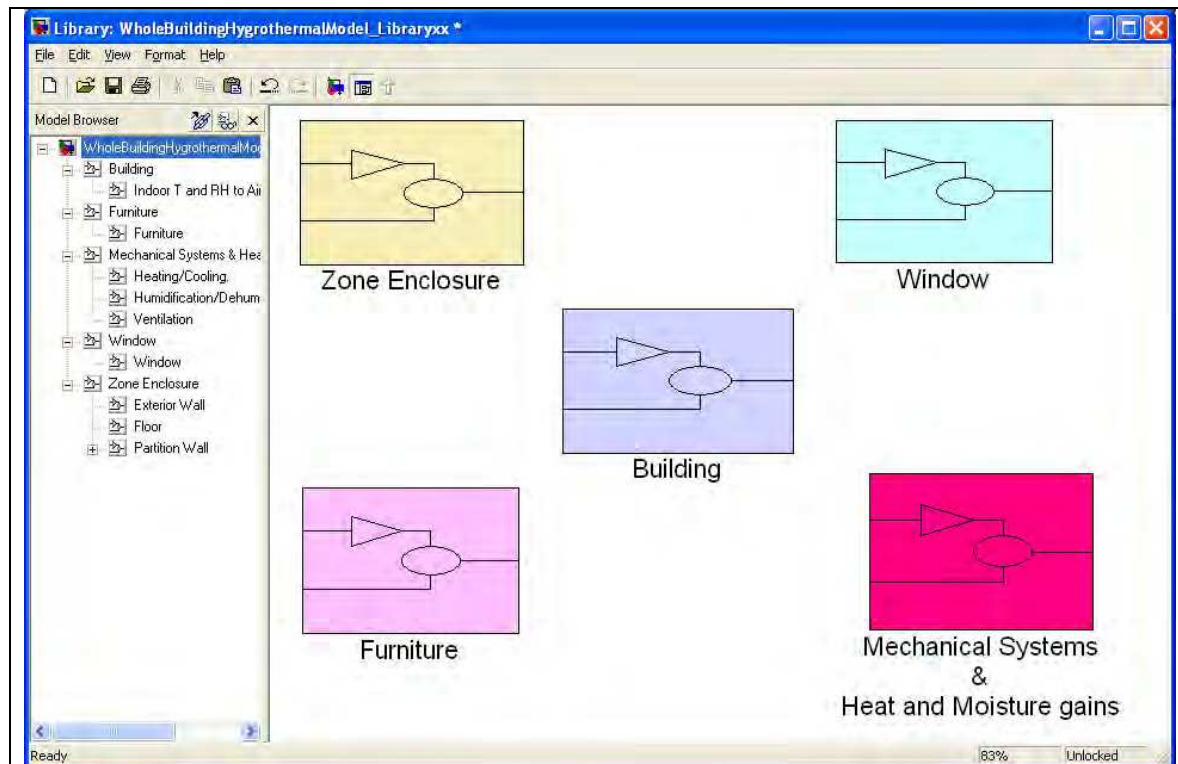 Library: WholeBuildingHygrothermalModel_Libraryxx *
File Edit View Format Help
Model Browser
WholeBuildingHygrothermalMo
Building
Indoor T and RH to Ai
Furniture
Furniture
Mechanical Systems & Hea
Heating/Cooling
Humidification/Dehum
Ventilation
Window
Window
Zone Enclosure
Exterior Wall
Floor
Partition Wall
Zone Enclosure
Window
Building
Furniture
Mechanical Systems
&
Heat and Moisture gains
Ready 83% Unlocked